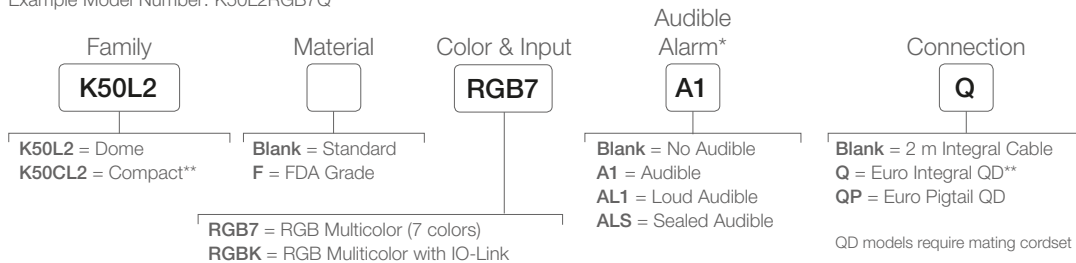 Example Model Number: K50L2RGB7Q
Family
K50L2
K50L2 = Dome
K50CL2 = Compact**
Material
Blank = Standard
F = FDA Grade
Color & Input
RGB7
RGB7 = RGB Multicolor (7 colors)
RGBK = RGB Muliticolor with IO-Link
Audible
Alarm*
A1
Blank = No Audible
A1 = Audible
AL1 = Loud Audible
ALS = Sealed Audible
Connection
Q
Blank = 2 m Integral Cable
Q = Euro Integral QD**
QP = Euro Pigtail QD
QD models require mating cordset